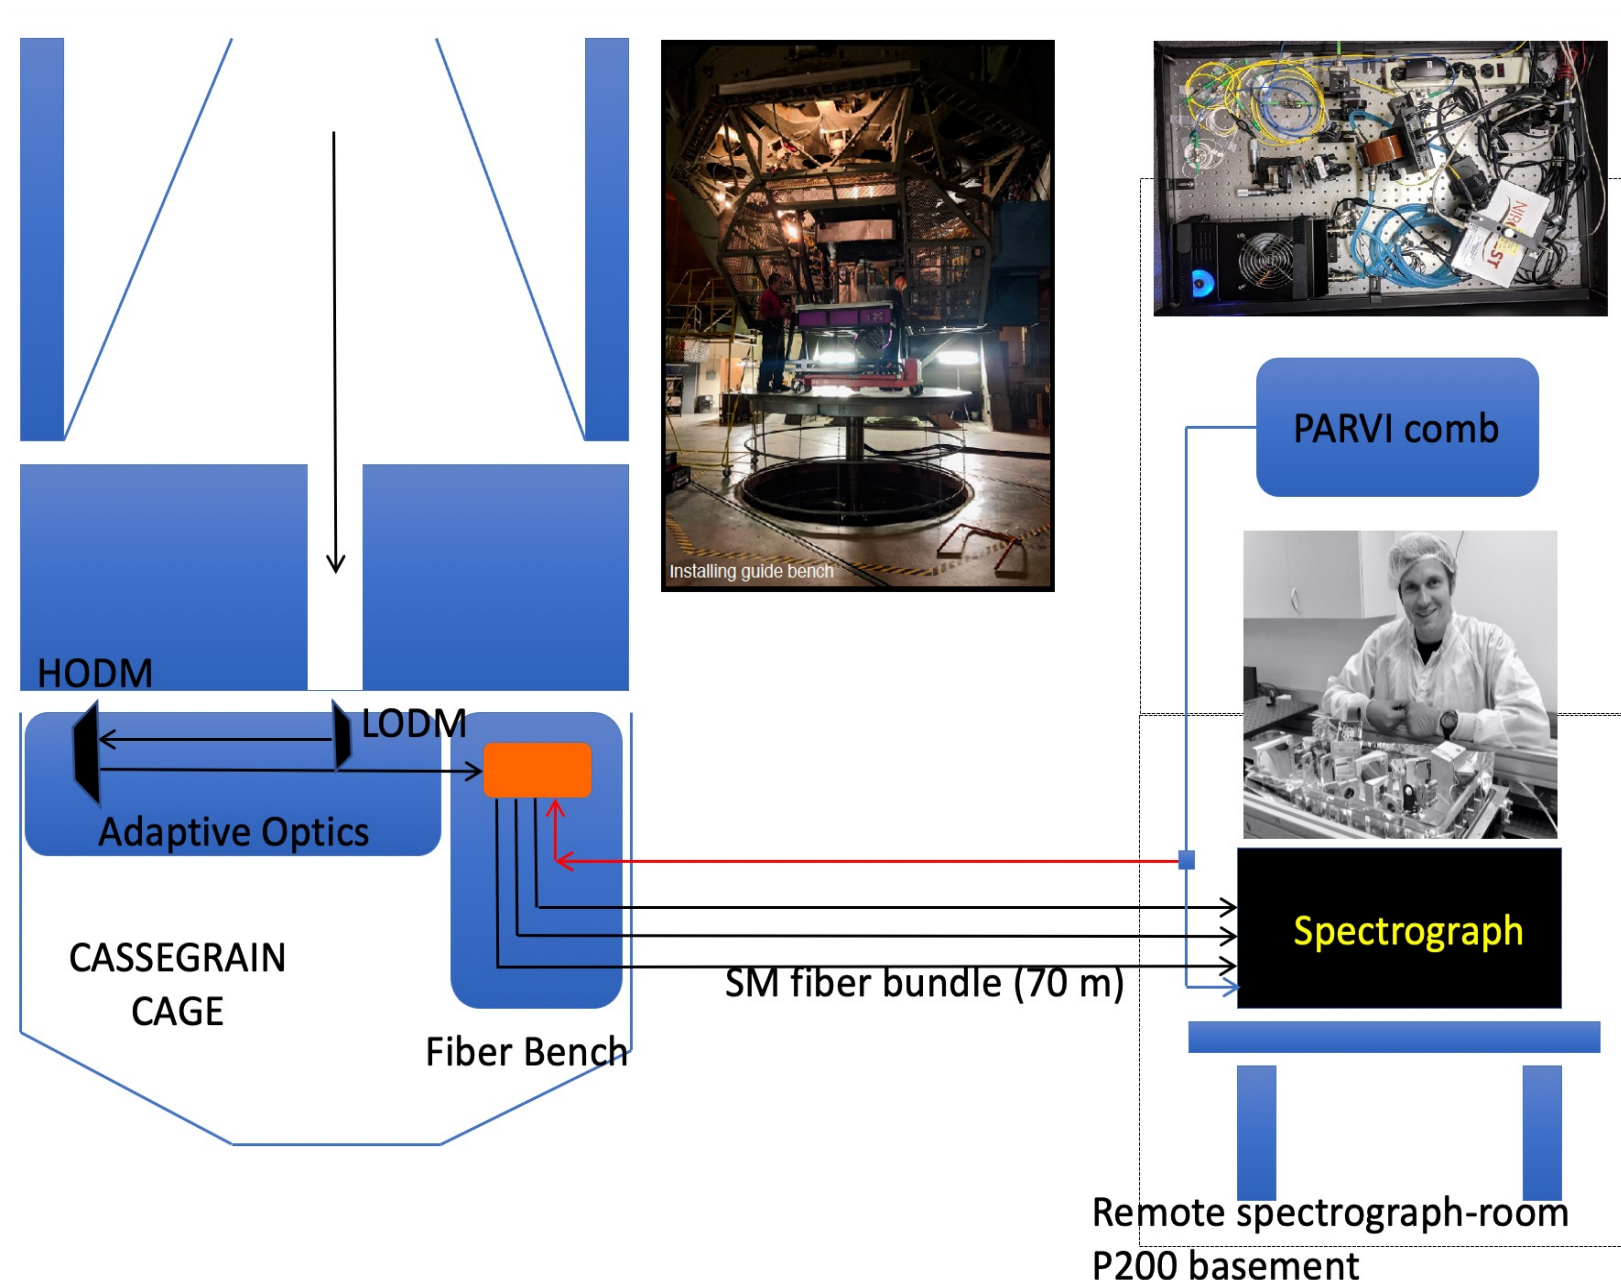 Installing guide bench
PARVI comb
HODM
LODM
Adaptive Optics
CASSEGRAIN
CAGE
Fiber Bench
SM fiber bundle (70 m)
Spectrograph
Remote spectrograph-room
P200 basement